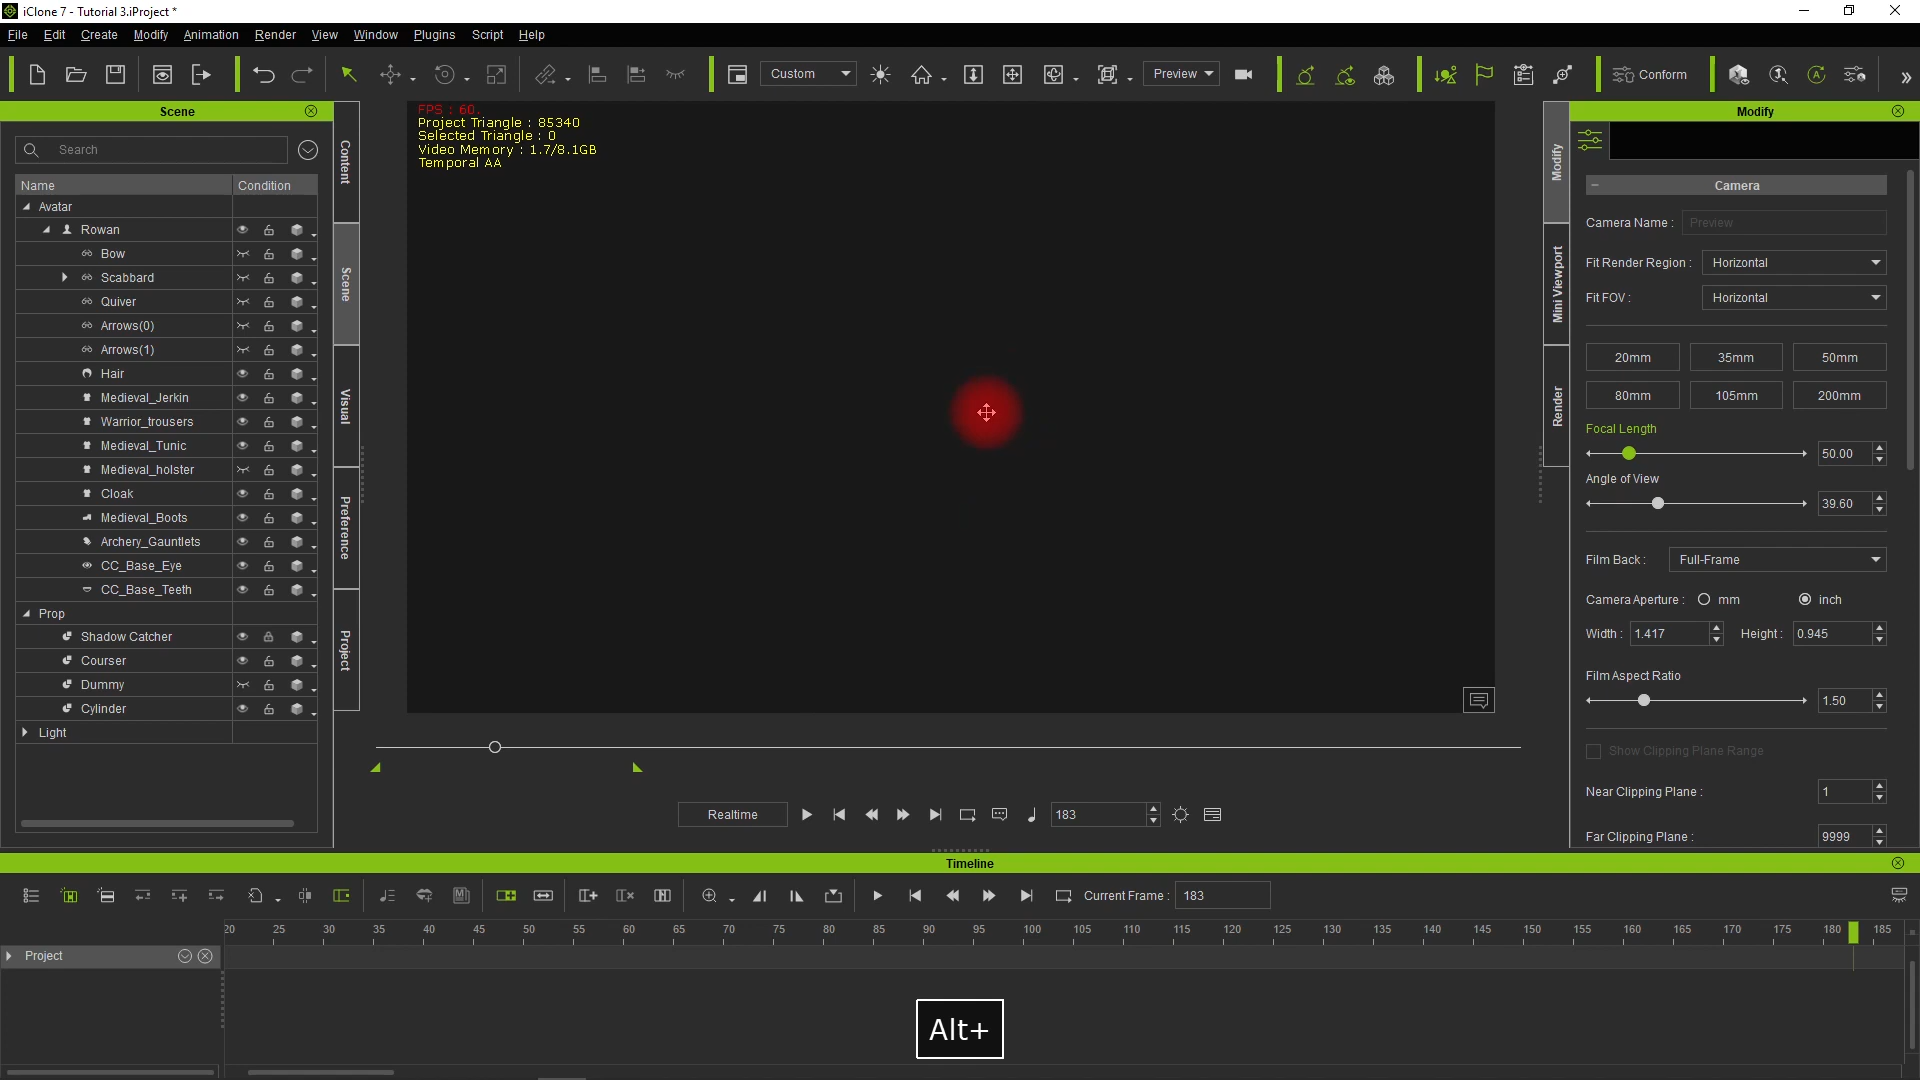 iClone 7 - Tutorial 3.iProject *
File Edit Create Modify Animation Render View Window Plugins Script Help
Custom Preview Conform
Scene
Search
Name Condition
Avatar
Rowan
Bow
Scabbard
Quiver
Arrows(0)
Arrows(1)
Hair
Medieval_Jerkin
Warrior_trousers
Medieval_Tunic
Medieval_holster
Cloak
Medieval_Boots
Archery_Gauntlets
CC_Base_Eye
CC_Base_Teeth
Prop
Shadow Catcher
Courser
Dummy
Cylinder
Light
Content
Scene
Visual
Preference
Project
FPS : 60.
Project Triangle : 85340
Selected Triangle : 0
Video Memory : 1.7/8.1GB
Temporal AA
Realtime 183
Modify
Mini Viewport
Render
Modify
Camera
Camera Name : Preview
Fit Render Region : Horizontal
Fit FOV : Horizontal
20mm 35mm 50mm
80mm 105mm 200mm
Focal Length
50.00
Angle of View
39.60
Film Back : Full-Frame
Camera Aperture : mm inch
Width : 1.417 Height : 0.945
Film Aspect Ratio
1.50
Show Clipping Plane Range
Near Clipping Plane : 1
Far Clipping Plane : 9999
Timeline
Current Frame : 183
20 25 30 35 40 45 50 55 60 65 70 75 80 85 90 95 100 105 110 115 120 125 130 135 140 145 150 155 160 165 170 175 180 185
Project
Alt+